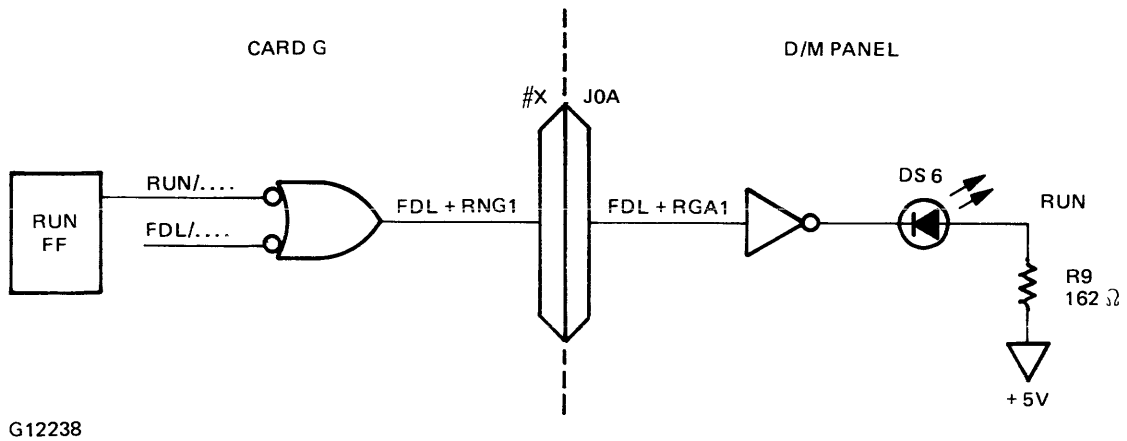 CARD G
D/M PANEL
#X
J0A
RUN
FF
RUN/....
FDL/....
FDL + RNG1
FDL + RGA1
DS 6
RUN
R9
162 Ω
+ 5V
G12238